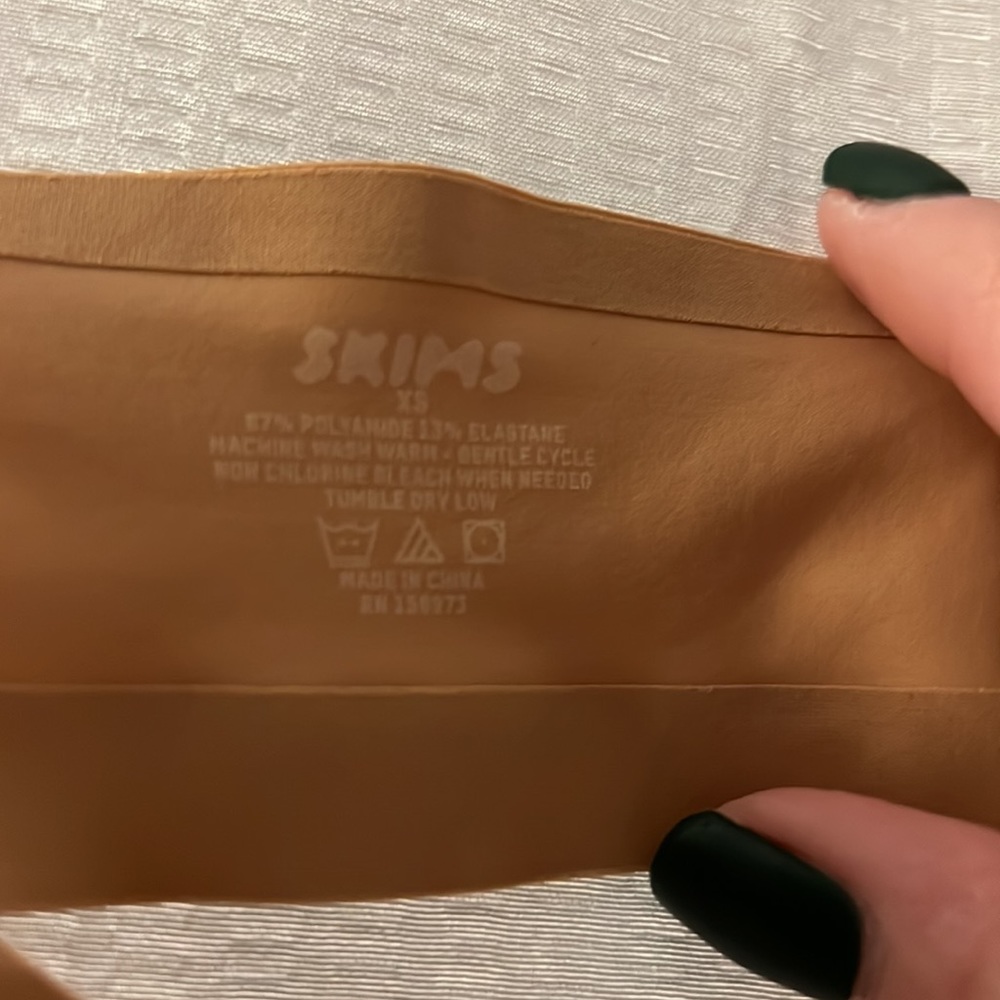 SKIMS
XS
87% POLYAMIDE 13% ELASTANE
MACHINE WASH WARM - GENTLE CYCLE
NON CHLORINE BLEACH WHEN NEEDED
TUMBLE DRY LOW
MADE IN CHINA
RN